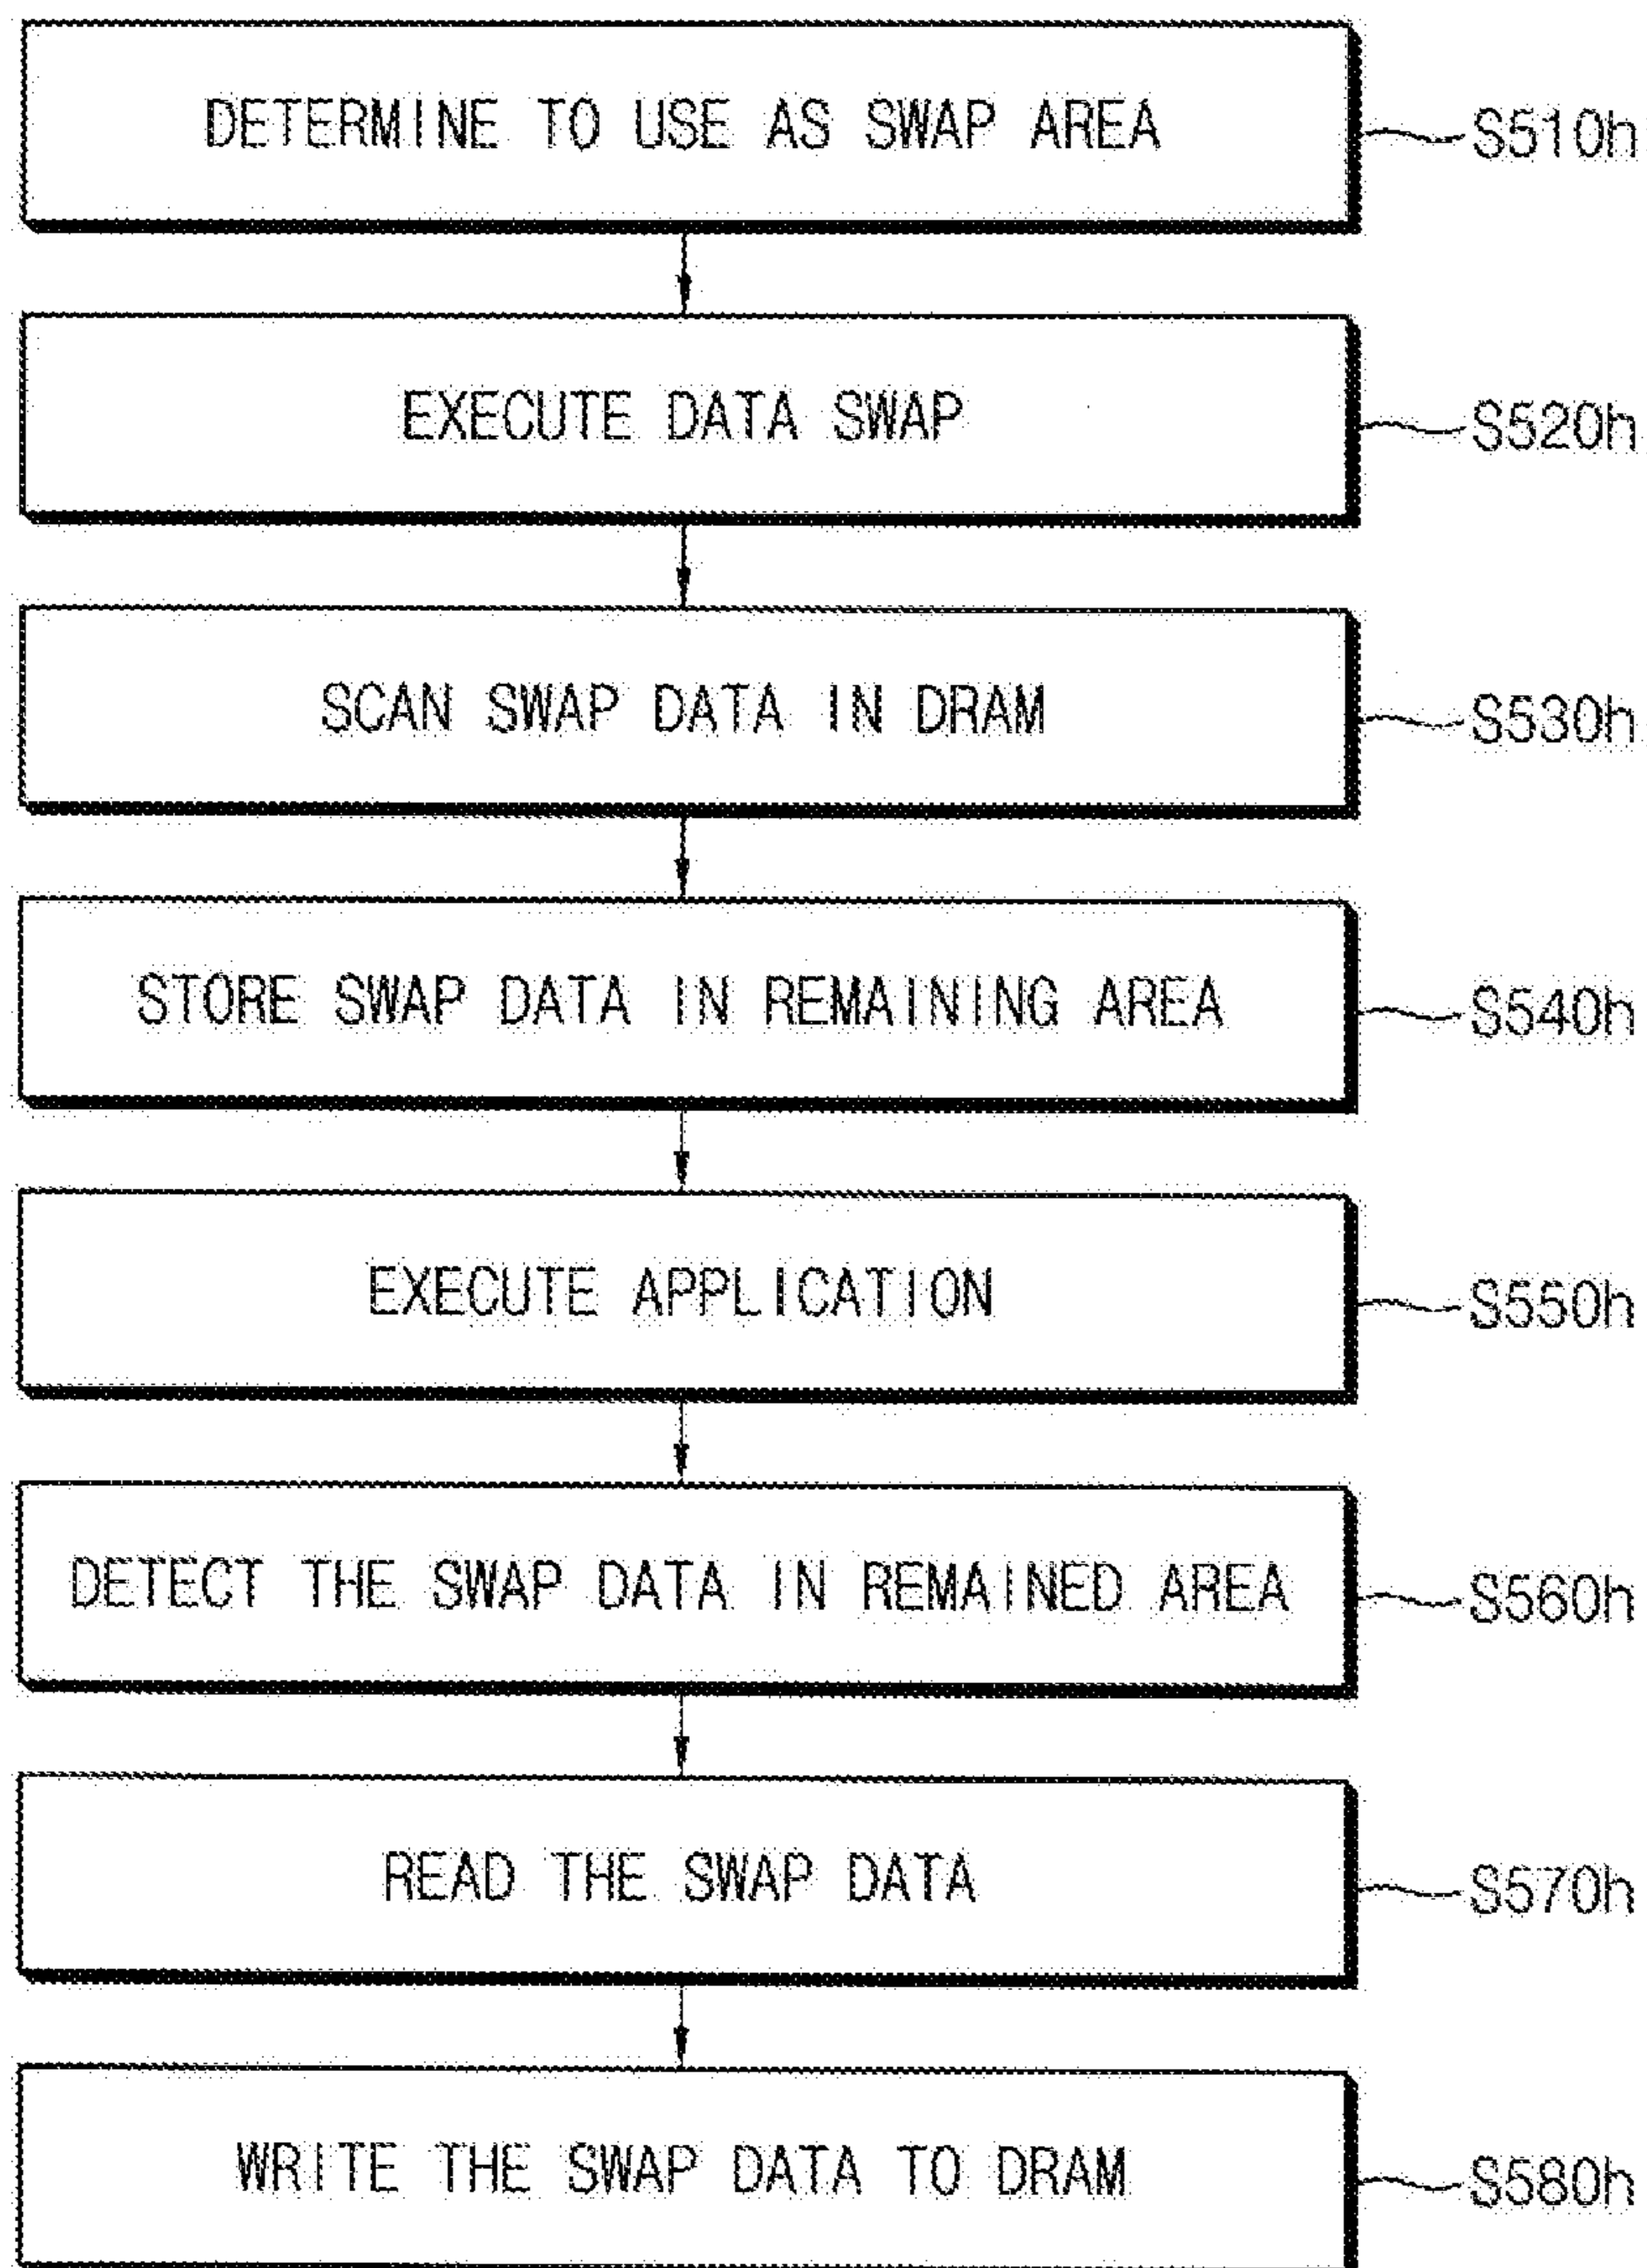 DETERMINE TO USE AS SWAP AREA
S510h
EXECUTE DATA SWAP
S520h
SCAN SWAP DATA IN DRAM
S530h
STORE SWAP DATA IN REMAINING AREA
S540h
EXECUTE APPLICATION
S550h
DETECT THE SWAP DATA IN REMAINED AREA
S560h
READ THE SWAP DATA
S570h
WRITE THE SWAP DATA TO DRAM
S580h